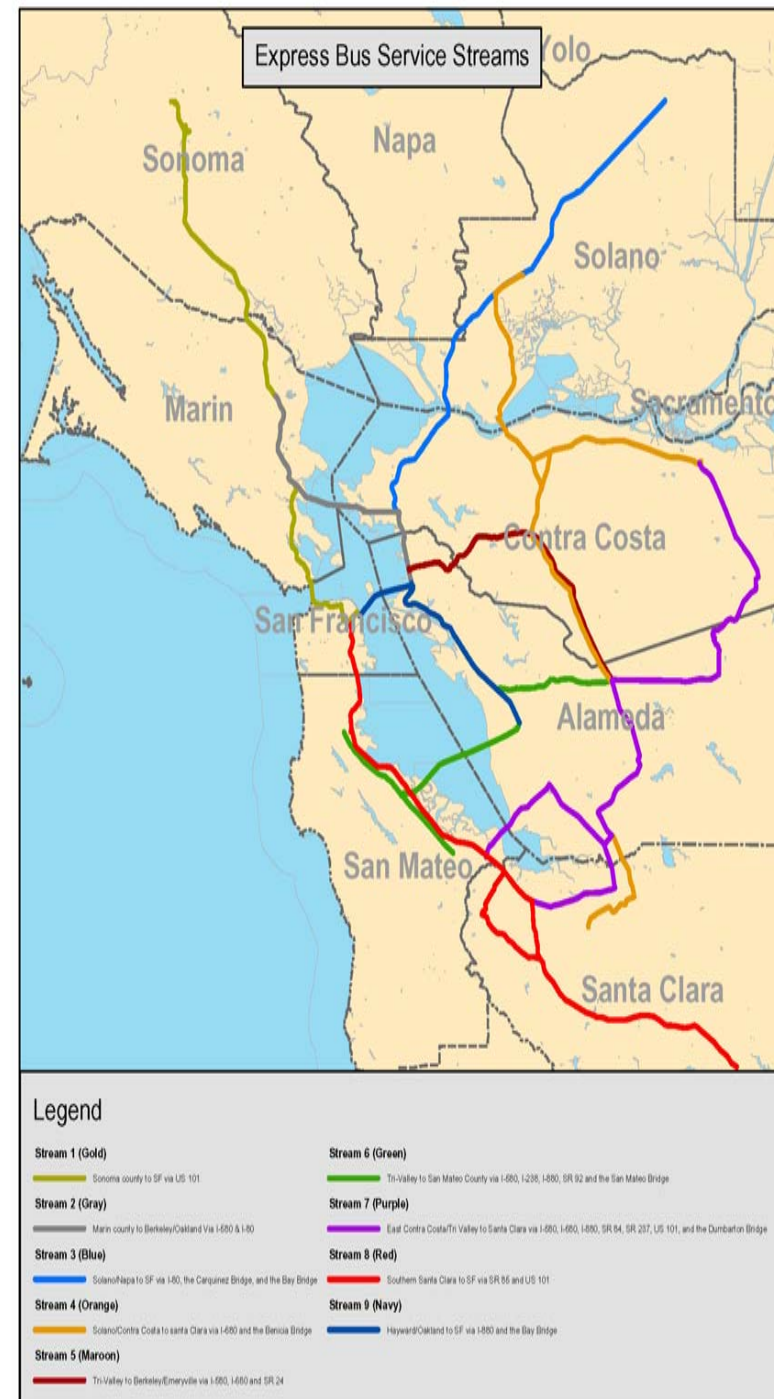 Express Bus Service Streams
Yolo
Napa
Sonoma
Solano
Marin
Sacramento
Contra Costa
San Francisco
Alameda
San Mateo
Santa Clara
Legend
Stream 1 (Gold)
Sonoma county to SF via US 101
Stream 2 (Gray)
Marin county to Berkeley/Oakland Via I-580 & I-80
Stream 3 (Blue)
Solano/Napa to SF via I-80, the Carquinez Bridge, and the Bay Bridge
Stream 4 (Orange)
Solano/Contra Costa to santa Clara via I-680 and the Benicia Bridge
Stream 5 (Maroon)
Tri-Valley to Berkeley/Emeryville via I-580, I-680 and SR 24
Stream 6 (Green)
Tri-Valley to San Mateo County via I-580, I-238, I-880, SR 92 and the San Mateo Bridge
Stream 7 (Purple)
East Contra Costa/Tri Valley to Santa Clara via I-580, I-680, I-880, SR 84, SR 237, US 101, and the Dumbarton Bridge
Stream 8 (Red)
Southern Santa Clara to SF via SR 85 and US 101
Stream 9 (Navy)
Hayward/Oakland to SF via I-880 and the Bay Bridge